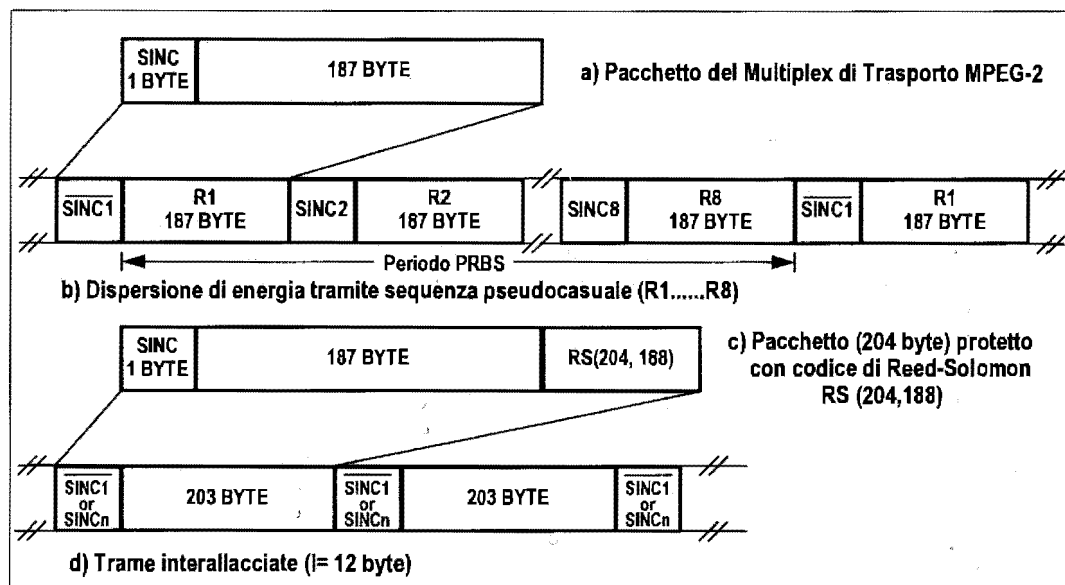 SINC
1 BYTE
187 BYTE
a) Pacchetto del Multiplex di Trasporto MPEG-2
SINC1
R1
187 BYTE
SINC2
R2
187 BYTE
SINC8
R8
187 BYTE
SINC1
R1
187 BYTE
Periodo PRBS
b) Dispersione di energia tramite sequenza pseudocasuale (R1......R8)
SINC
1 BYTE
187 BYTE
RS(204, 188)
c) Pacchetto (204 byte) protetto
con codice di Reed-Solomon
RS (204,188)
SINC1
or
SINCn
203 BYTE
SINC1
or
SINCn
203 BYTE
SINC1
or
SINCn
d) Trame interallacciate (I= 12 byte)